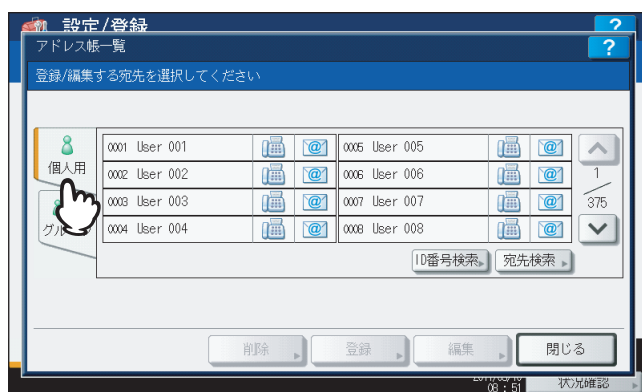 設定/登録
?
アドレス帳一覧
?
登録/編集する宛先を選択してください
個人用
0001 User 001
0005 User 005
0002 User 002
0006 User 006
1
0003 User 003
0007 User 007
375
0004 User 004
0008 User 008
ID番号検索
宛先検索
削除
登録
編集
閉じる
08:51
状況確認